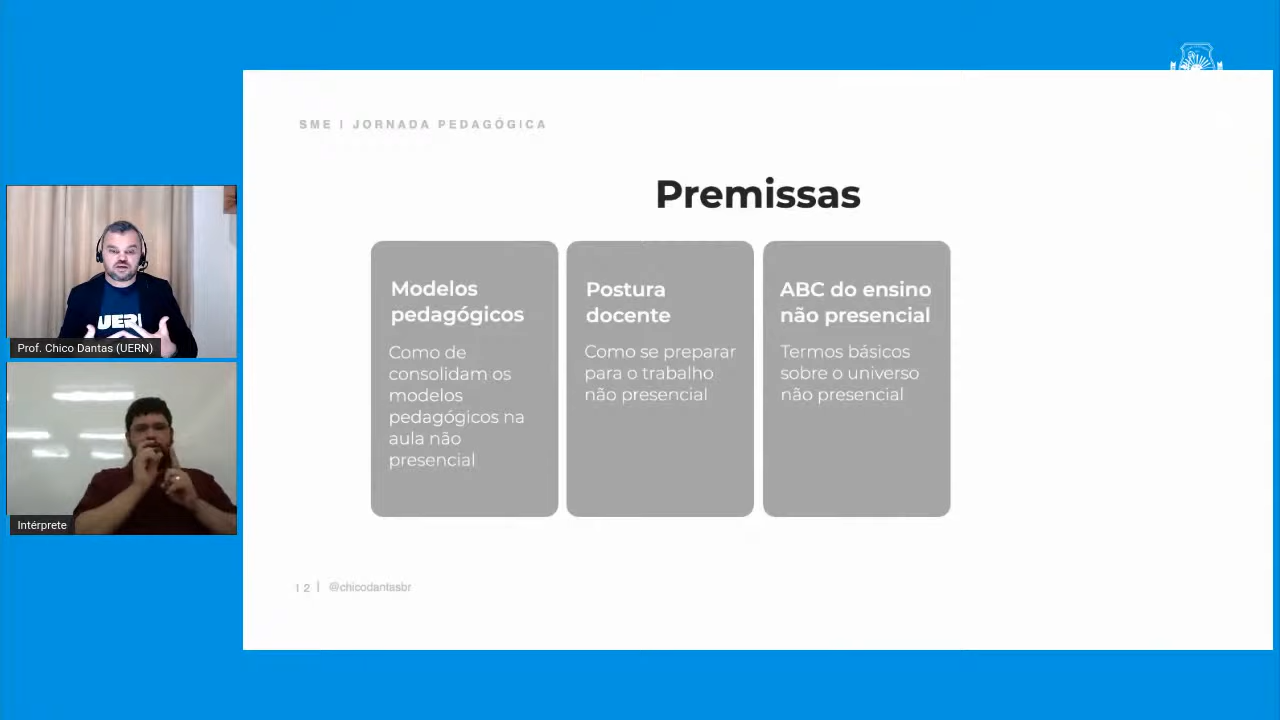 SME | JORNADA PEDAGÓGICA
Premissas
Modelos
pedagógicos
Como de
consolidam os
modelos
pedagógicos na
aula não
presencial
Postura
docente
Como se preparar
para o trabalho
não presencial
ABC do ensino
não presencial
Termos básicos
sobre o universo
não presencial
12 | @chicodantasbr
UERN
Prof. Chico Dantas (UERN)
Intérprete